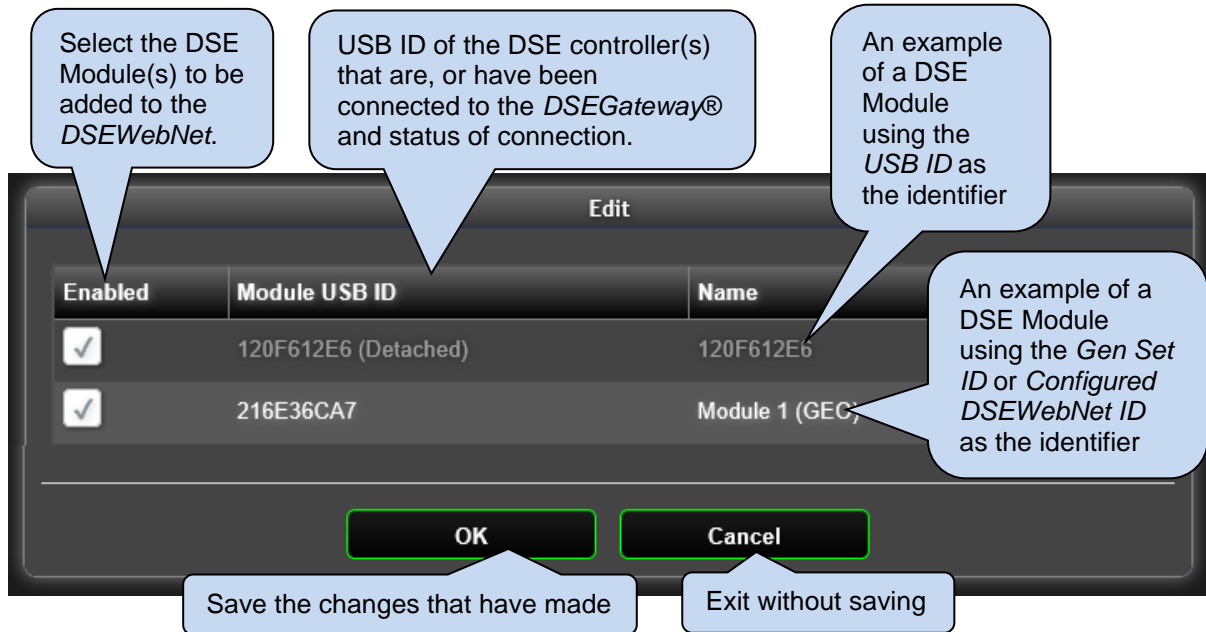 Select the DSE
Module(s) to be
added to the
DSEWebNet.
USB ID of the DSE controller(s)
that are, or have been
connected to the DSEGateway®
and status of connection.
An example
of a DSE
Module
using the
USB ID as
the identifier
Edit
Enabled
Module USB ID
Name
120F612E6 (Detached)
120F612E6
216E36CA7
Module 1 (GEC)
An example of a
DSE Module
using the Gen Set
ID or Configured
DSEWebNet ID
as the identifier
OK
Cancel
Save the changes that have made
Exit without saving